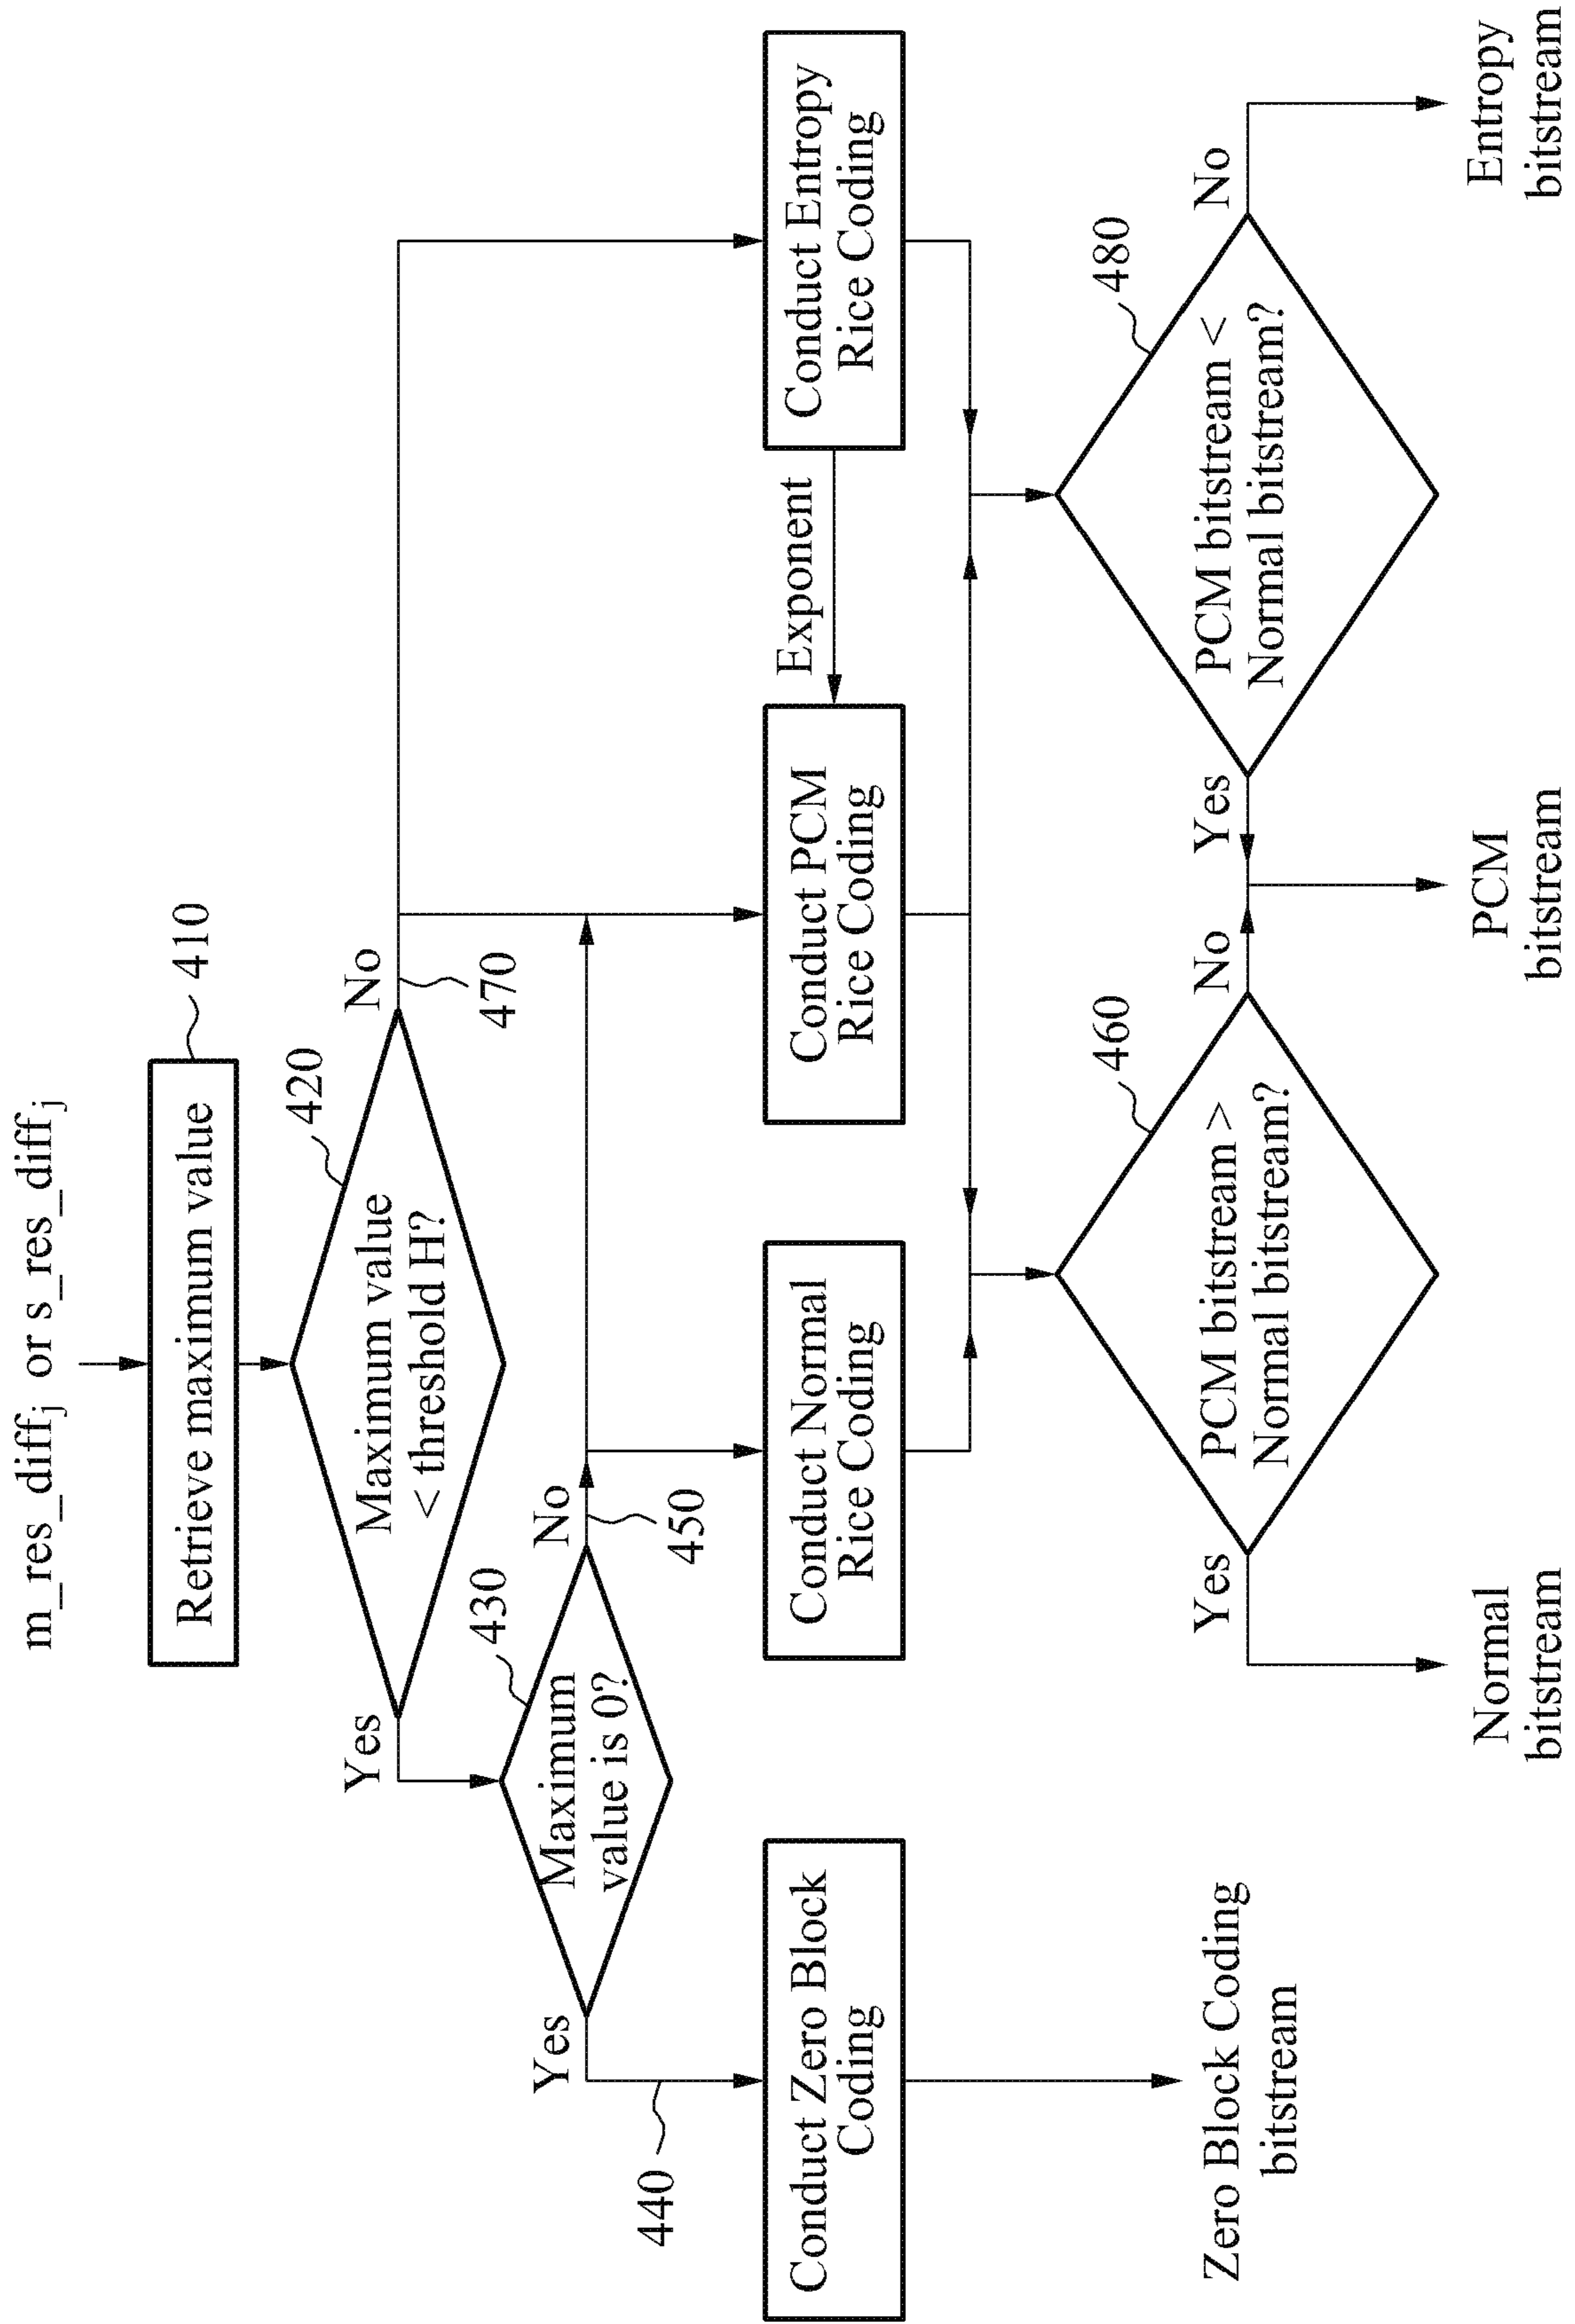 m_res_diffj or s_res_diffj
Retrieve maximum value
410
420
Maximum value
< threshold H?
Yes
No
470
430
Maximum
value is 0?
Yes
No
440
450
Conduct Zero Block
Coding
Conduct Normal
Rice Coding
Conduct PCM
Rice Coding
Exponent
Conduct Entropy
Rice Coding
460
PCM bitstream >
Normal bitstream?
Yes
No
480
PCM bitstream <
Normal bitstream?
Yes
No
Zero Block Coding
bitstream
Normal
bitstream
PCM
bitstream
Entropy
bitstream